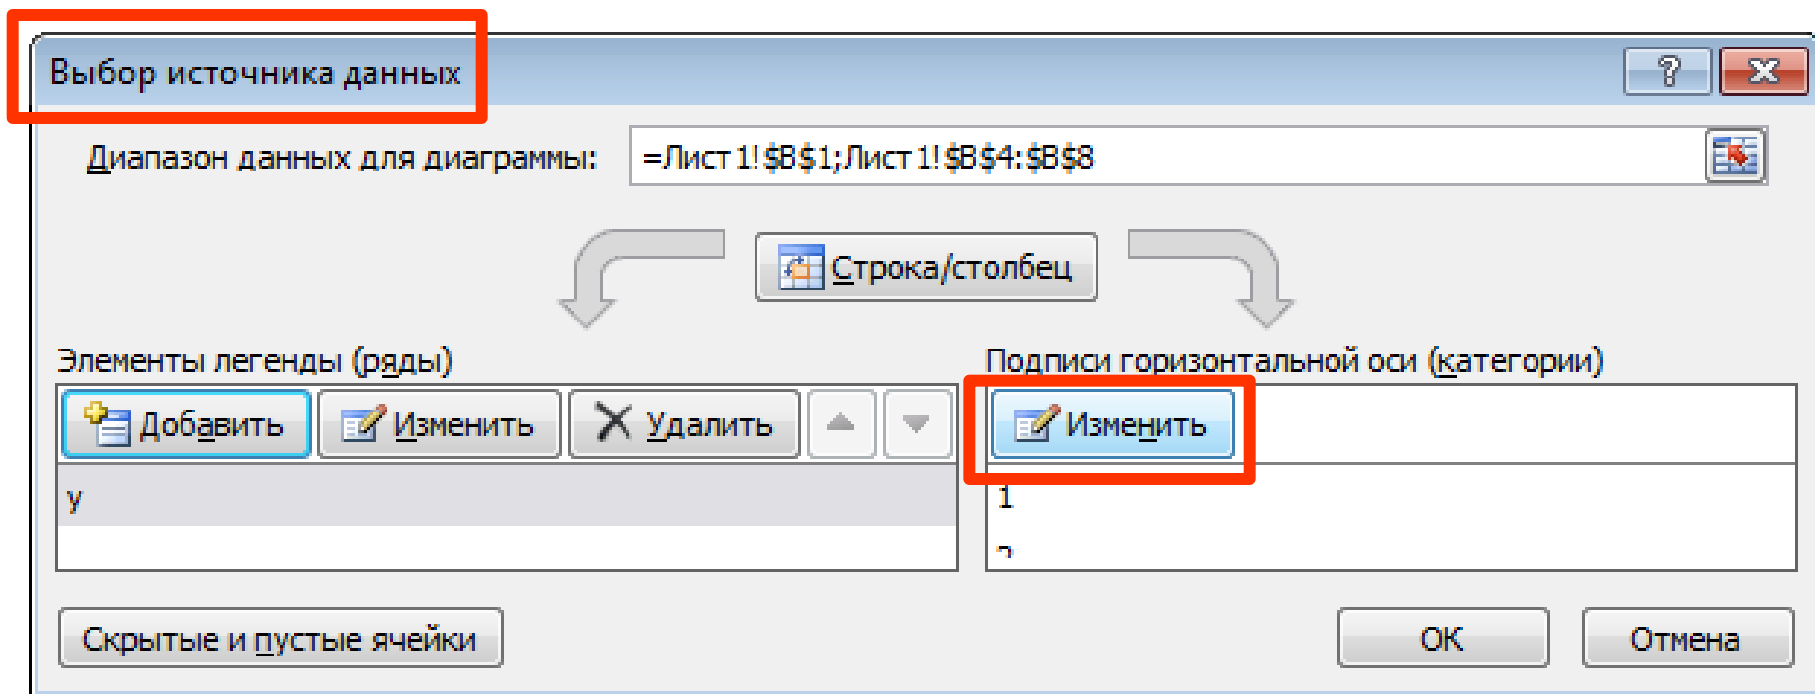 Выбор источника данных
?
Диапазон данных для диаграммы:
=Лист1!$B$1;Лист1!$B$4:$B$8
Строка/столбец
Элементы легенды (ряды)
Подписи горизонтальной оси (категории)
Добавить
Изменить
Удалить
Изменить
y
1
Скрытые и пустые ячейки
ОК
Отмена